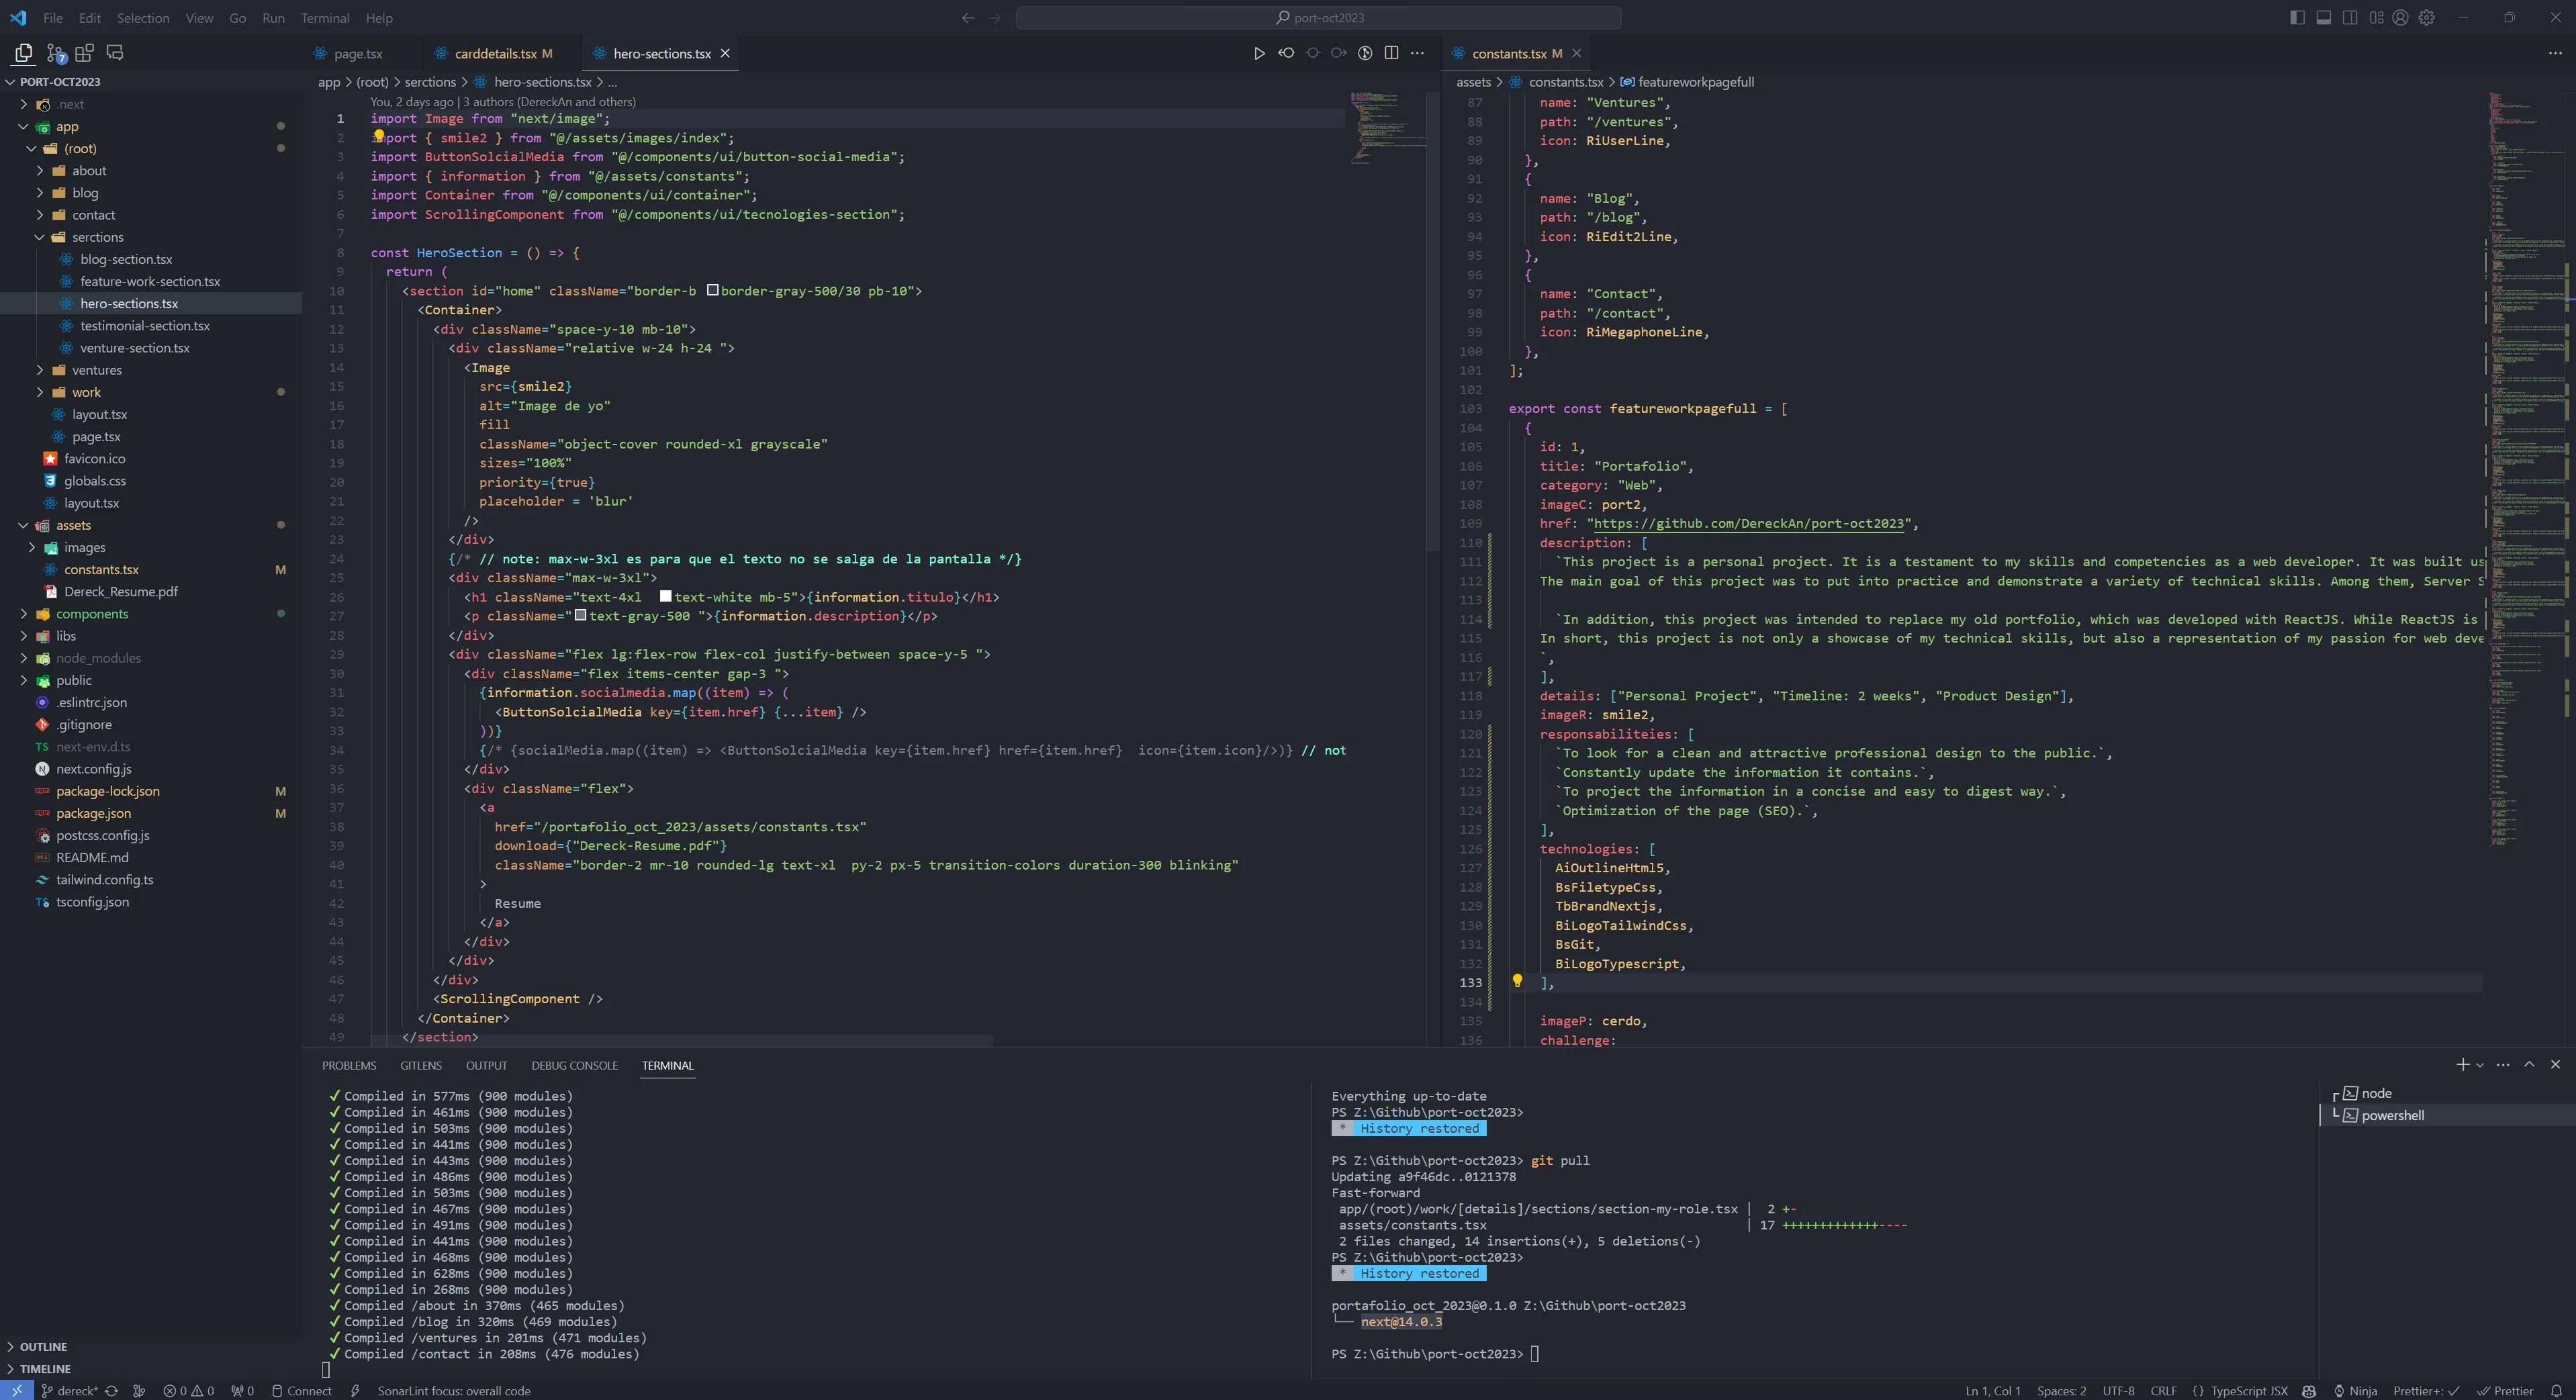 File Edit Selection View Go Run Terminal Help
port-oct2023
7
page.tsx carddetails.tsx M hero-sections.tsx
constants.tsx M
PORT-OCT2023
.next
app
(root)
about
blog
contact
serctions
blog-section.tsx
feature-work-section.tsx
hero-sections.tsx
testimonial-section.tsx
venture-section.tsx
ventures
work
layout.tsx
page.tsx
favicon.ico
globals.css
layout.tsx
assets
images
constants.tsx M
Dereck_Resume.pdf
components
libs
node_modules
public
.eslintrc.json
.gitignore
TS next-env.d.ts
next.config.js
package-lock.json M
package.json M
postcss.config.js
README.md
tailwind.config.ts
tsconfig.json
OUTLINE
TIMELINE
app > (root) > serctions > hero-sections.tsx > ...
You, 2 days ago | 3 authors (DereckAn and others)
1 import Image from "next/image";
2 import { smile2 } from "@/assets/images/index";
3 import ButtonSolcialMedia from "@/components/ui/button-social-media";
4 import { information } from "@/assets/constants";
5 import Container from "@/components/ui/container";
6 import ScrollingComponent from "@/components/ui/tecnologies-section";
7
8 const HeroSection = () => {
9 return (
10 <section id="home" className="border-b border-gray-500/30 pb-10">
11 <Container>
12 <div className="space-y-10 mb-10">
13 <div className="relative w-24 h-24 ">
14 <Image
15 src={smile2}
16 alt="Image de yo"
17 fill
18 className="object-cover rounded-xl grayscale"
19 sizes="100%"
20 priority={true}
21 placeholder = 'blur'
22 />
23 </div>
24 {/* // note: max-w-3xl es para que el texto no se salga de la pantalla */}
25 <div className="max-w-3xl">
26 <h1 className="text-4xl text-white mb-5">{information.titulo}</h1>
27 <p className="text-gray-500 ">{information.description}</p>
28 </div>
29 <div className="flex lg:flex-row flex-col justify-between space-y-5 ">
30 <div className="flex items-center gap-3 ">
31 {information.socialmedia.map((item) => (
32 <ButtonSolcialMedia key={item.href} {...item} />
33 ))}
34 {/* {socialMedia.map((item) => <ButtonSolcialMedia key={item.href} href={item.href} icon={item.icon}/>)} // not
35 </div>
36 <div className="flex">
37 <a
38 href="/portafolio_oct_2023/assets/constants.tsx"
39 download={"Dereck-Resume.pdf"}
40 className="border-2 mr-10 rounded-lg text-xl py-2 px-5 transition-colors duration-300 blinking"
41 >
42 Resume
43 </a>
44 </div>
45 </div>
46 </div>
47 <ScrollingComponent />
48 </Container>
49 </section>
assets > constants.tsx > featureworkpagefull
87 name: "Ventures",
88 path: "/ventures",
89 icon: RiUserLine,
90 },
91 {
92 name: "Blog",
93 path: "/blog",
94 icon: RiEdit2Line,
95 },
96 {
97 name: "Contact",
98 path: "/contact",
99 icon: RiMegaphoneLine,
100 },
101 ];
102
103 export const featureworkpagefull = [
104 {
105 id: 1,
106 title: "Portafolio",
107 category: "Web",
108 imageC: port2,
109 href: "https://github.com/DereckAn/port-oct2023",
110 description: [
111 `This project is a personal project. It is a testament to my skills and competencies as a web developer. It was built us
112 The main goal of this project was to put into practice and demonstrate a variety of technical skills. Among them, Server S
113
114 `In addition, this project was intended to replace my old portfolio, which was developed with ReactJS. While ReactJS is
115 In short, this project is not only a showcase of my technical skills, but also a representation of my passion for web deve
116 `,
117 ],
118 details: ["Personal Project", "Timeline: 2 weeks", "Product Design"],
119 imageR: smile2,
120 responsabiliteies: [
121 `To look for a clean and attractive professional design to the public.`,
122 `Constantly update the information it contains.`,
123 `To project the information in a concise and easy to digest way.`,
124 `Optimization of the page (SEO).`,
125 ],
126 technologies: [
127 AiOutlineHtml5,
128 BsFiletypeCss,
129 TbBrandNextjs,
130 BiLogoTailwindCss,
131 BsGit,
132 BiLogoTypescript,
133 ],
134
135 imageP: cerdo,
136 challenge:
PROBLEMS GITLENS OUTPUT DEBUG CONSOLE TERMINAL
✓ Compiled in 577ms (900 modules)
✓ Compiled in 461ms (900 modules)
✓ Compiled in 503ms (900 modules)
✓ Compiled in 441ms (900 modules)
✓ Compiled in 443ms (900 modules)
✓ Compiled in 486ms (900 modules)
✓ Compiled in 503ms (900 modules)
✓ Compiled in 467ms (900 modules)
✓ Compiled in 491ms (900 modules)
✓ Compiled in 441ms (900 modules)
✓ Compiled in 468ms (900 modules)
✓ Compiled in 628ms (900 modules)
✓ Compiled in 268ms (900 modules)
✓ Compiled /about in 370ms (465 modules)
✓ Compiled /blog in 320ms (469 modules)
✓ Compiled /ventures in 201ms (471 modules)
✓ Compiled /contact in 208ms (476 modules)
Everything up-to-date
PS Z:\Github\port-oct2023>
* History restored
PS Z:\Github\port-oct2023> git pull
Updating a9f46dc..0121378
Fast-forward
app/(root)/work/[details]/sections/section-my-role.tsx | 2 +-
assets/constants.tsx | 17 +++++++++++++----
2 files changed, 14 insertions(+), 5 deletions(-)
PS Z:\Github\port-oct2023>
* History restored
portafolio_oct_2023@0.1.0 Z:\Github\port-oct2023
└── next@14.0.3
PS Z:\Github\port-oct2023>
node
powershell
dereck* 0 0 0 Connect SonarLint focus: overall code
Ln 1, Col 1 Spaces: 2 UTF-8 CRLF {} TypeScript JSX Ninja Prettier+: ✓ Prettier